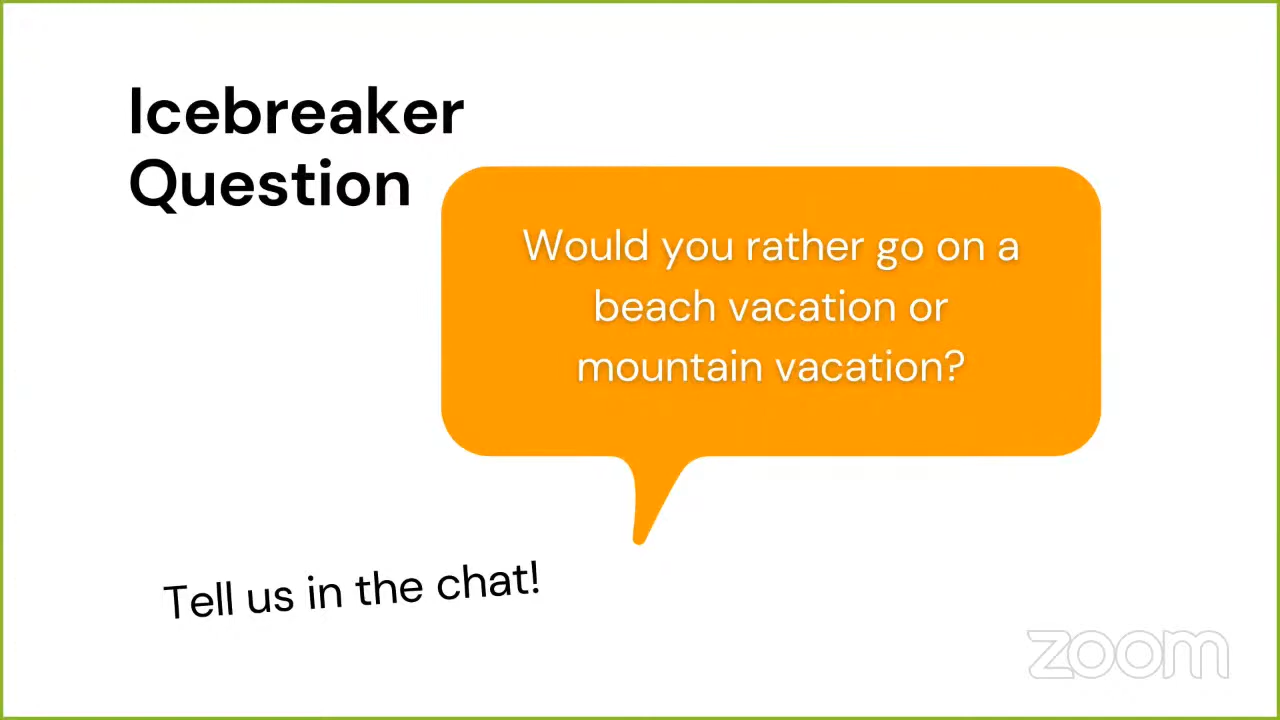 Icebreaker
Question
Would you rather go on a
beach vacation or
mountain vacation?
Tell us in the chat!
zoom